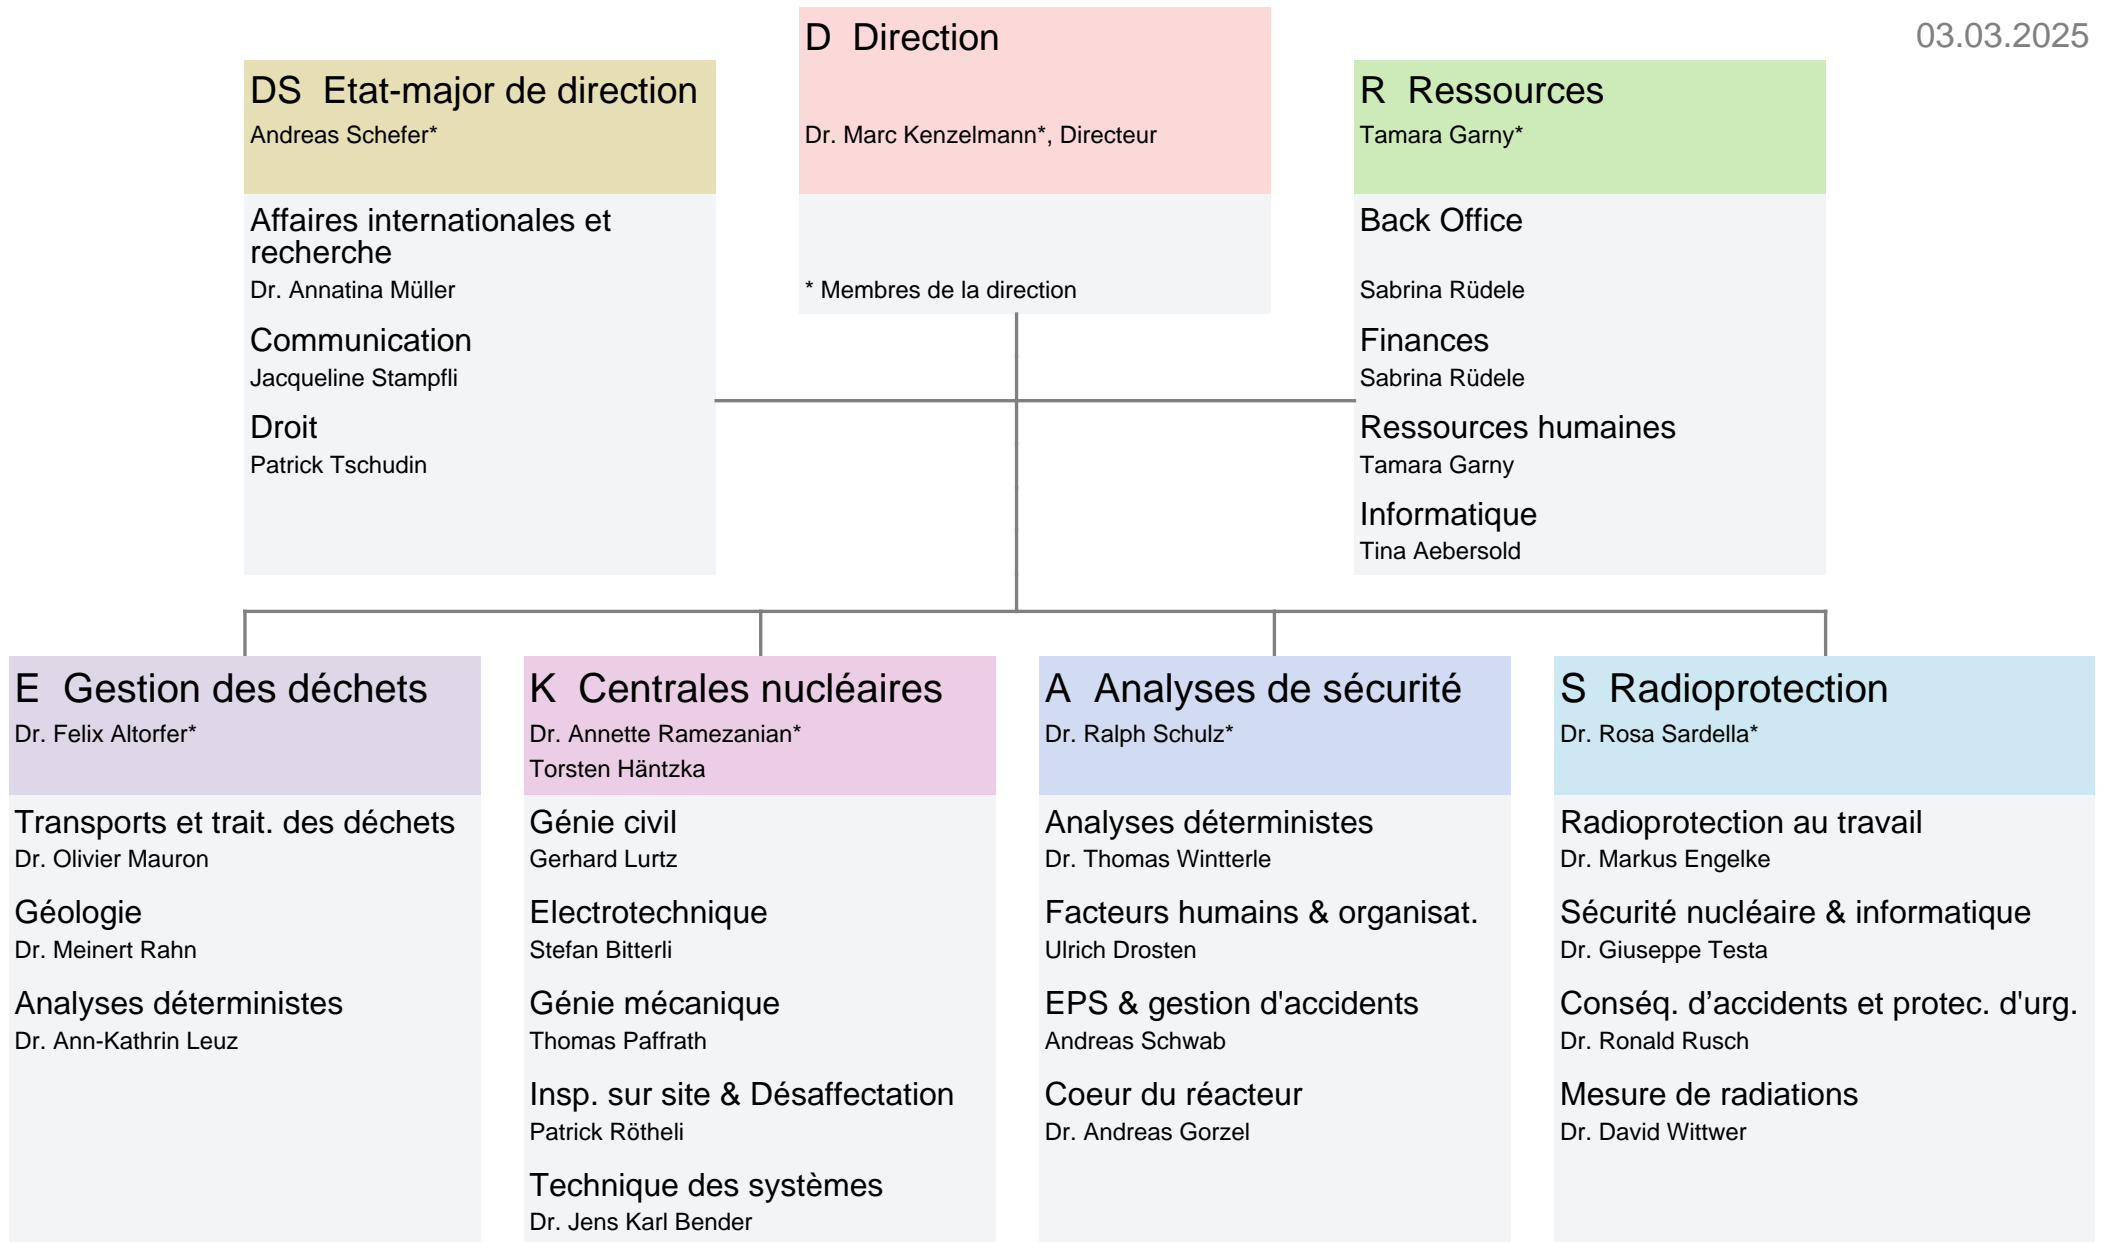 D Direction
03.03.2025
Dr. Marc Kenzelmann*, Directeur
* Membres de la direction
DS Etat-major de direction
Andreas Schefer*
Affaires internationales et
recherche
Dr. Annatina Müller
Communication
Jacqueline Stampfli
Droit
Patrick Tschudin
R Ressources
Tamara Garny*
Back Office
Sabrina Rüdele
Finances
Sabrina Rüdele
Ressources humaines
Tamara Garny
Informatique
Tina Aebersold
E Gestion des déchets
Dr. Felix Altorfer*
Transports et trait. des déchets
Dr. Olivier Mauron
Géologie
Dr. Meinert Rahn
Analyses déterministes
Dr. Ann-Kathrin Leuz
K Centrales nucléaires
Dr. Annette Ramezanian*
Torsten Häntzka
Génie civil
Gerhard Lurtz
Electrotechnique
Stefan Bitterli
Génie mécanique
Thomas Paffrath
Insp. sur site & Désaffectation
Patrick Rötheli
Technique des systèmes
Dr. Jens Karl Bender
A Analyses de sécurité
Dr. Ralph Schulz*
Analyses déterministes
Dr. Thomas Wintterle
Facteurs humains & organisat.
Ulrich Drosten
EPS & gestion d'accidents
Andreas Schwab
Coeur du réacteur
Dr. Andreas Gorzel
S Radioprotection
Dr. Rosa Sardella*
Radioprotection au travail
Dr. Markus Engelke
Sécurité nucléaire & informatique
Dr. Giuseppe Testa
Conséq. d’accidents et protec. d'urg.
Dr. Ronald Rusch
Mesure de radiations
Dr. David Wittwer